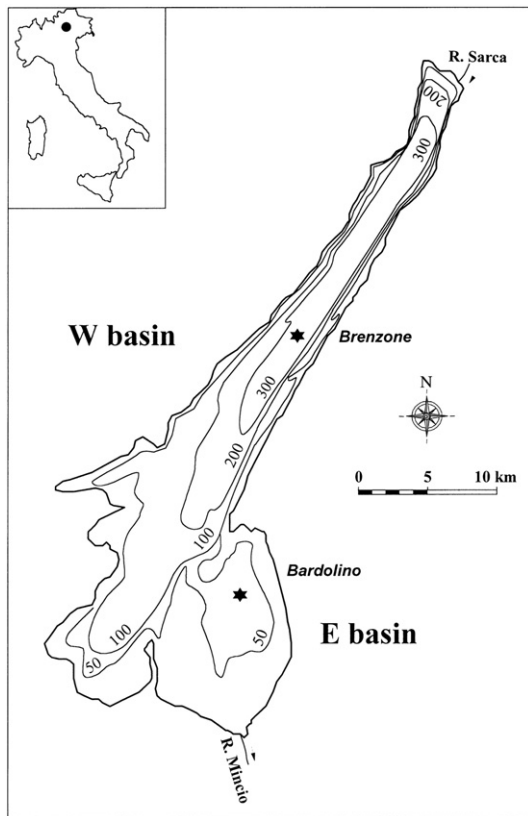 R. Sarca
200
300
W basin
Brenzone
N
300
200
0 5 10 km
100
Bardolino
50
E basin
100
50
R. Mincio